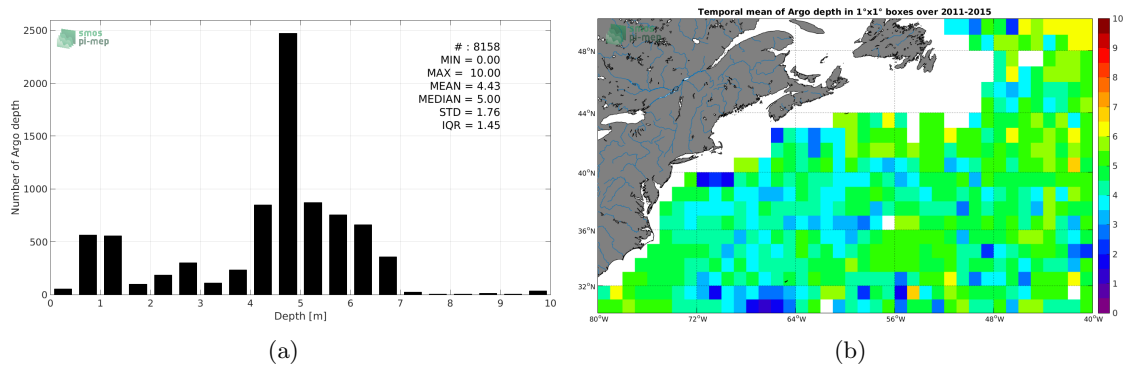 smos
pi-mep
# : 8158
MIN = 0.00
MAX = 10.00
MEAN = 4.43
MEDIAN = 5.00
STD = 1.76
IQR = 1.45
Number of Argo depth
2500
2000
1500
1000
500
0
0 1 2 3 4 5 6 7 8 9 10
Depth [m]
(a)
Temporal mean of Argo depth in 1°x1° boxes over 2011-2015
smos
pi-mep
48°N
44°N
40°N
36°N
32°N
80°W 72°W 64°W 56°W 48°W 40°W
10
9
8
7
6
5
4
3
2
1
0
(b)